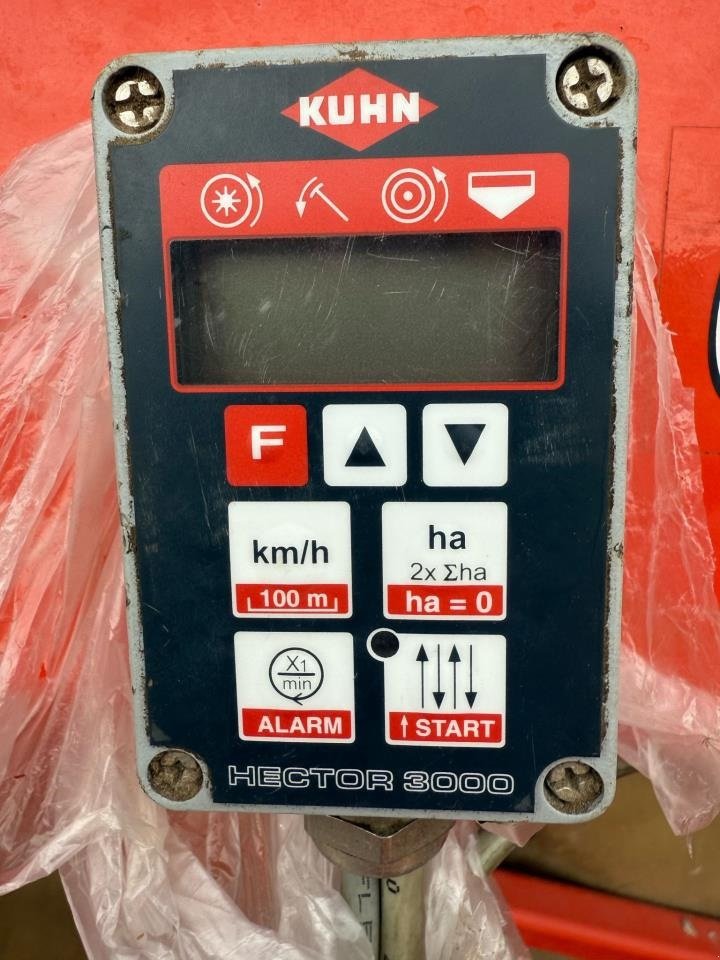 KUHN
F
km/h
100 m
ha
2x Σha
ha = 0
X1
min
ALARM
↑ START
HECTOR 3000